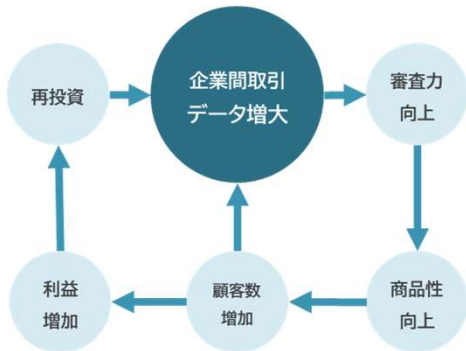 企業間取引
データ増大
再投資
審査力
向上
利益
増加
顧客数
増加
商品性
向上